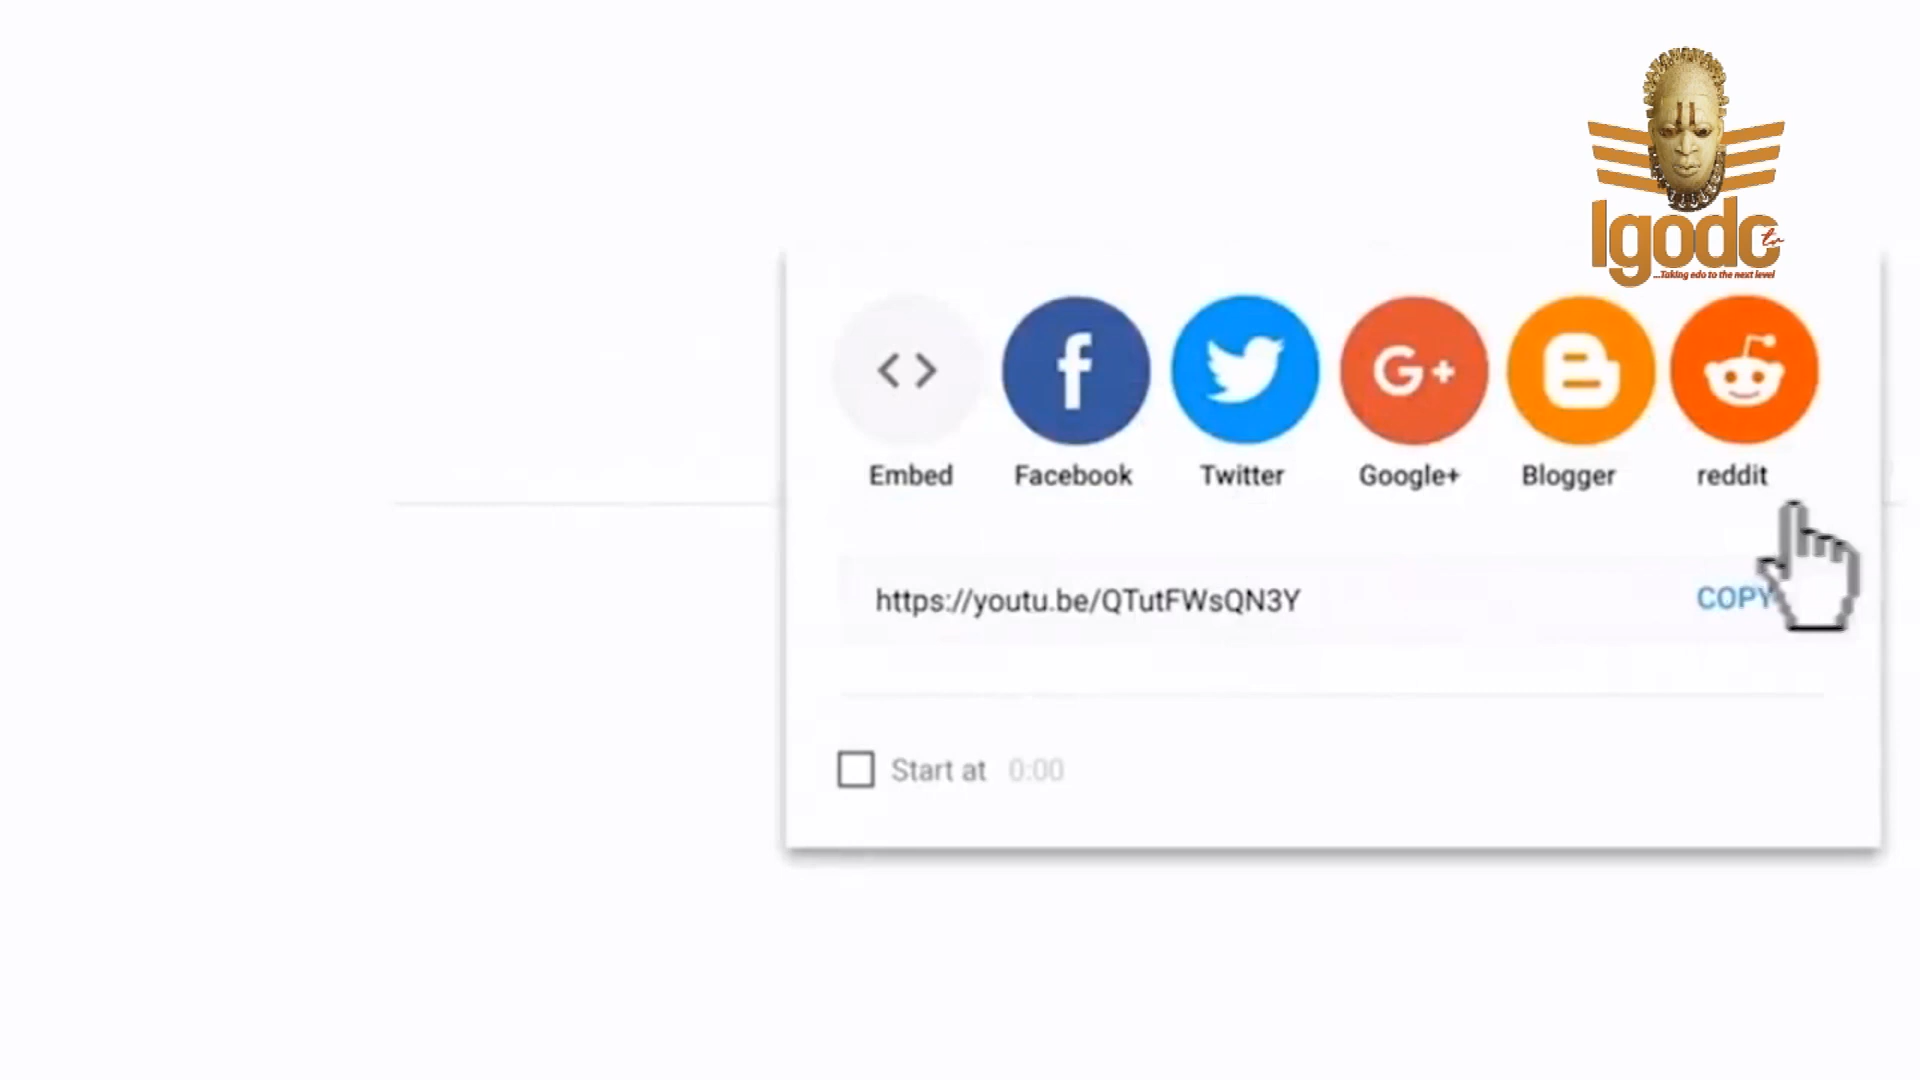 Igodo tv
...Taking edo to the next level
Embed Facebook Twitter Google+ Blogger reddit
https://youtu.be/QTutFWsQN3Y COPY
Start at 0:00